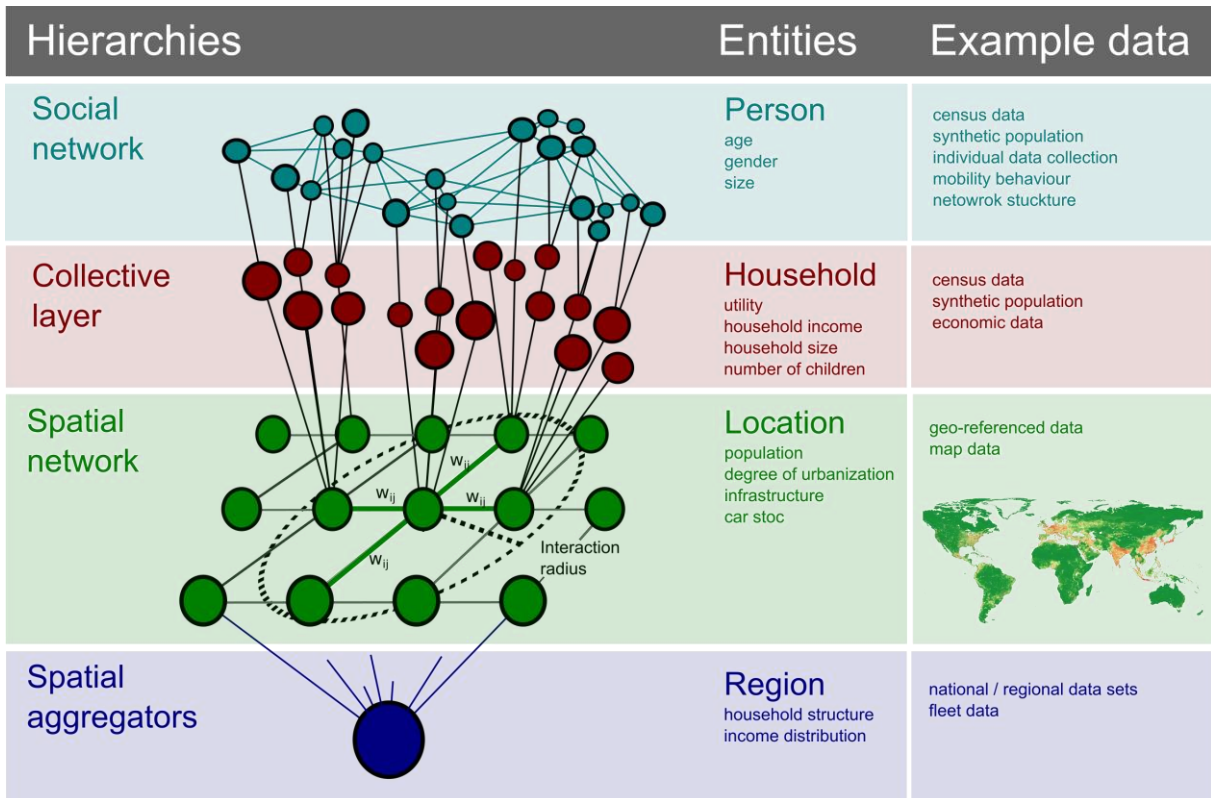 Hierarchies
Entities
Example data
Social
network
Person
age
gender
size
census data
synthetic population
individual data collection
mobility behaviour
netowrok stuckture
Collective
layer
Household
utility
household income
household size
number of children
census data
synthetic population
economic data
Spatial
network
wij
wij
wij
wij
Interaction
radius
Location
population
degree of urbanization
infrastructure
car stoc
geo-referenced data
map data
Spatial
aggregators
Region
household structure
income distribution
national / regional data sets
fleet data